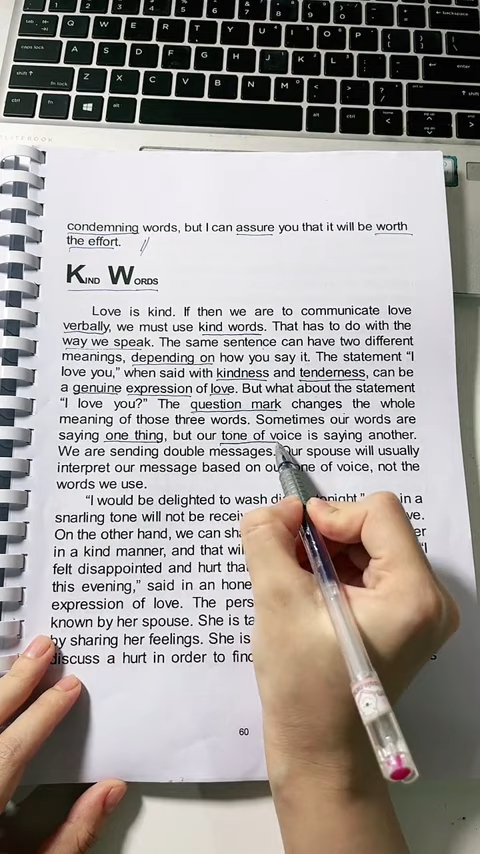 condemning words, but I can assure you that it will be worth
the effort.
KIND WORDS
Love is kind. If then we are to communicate love
verbally, we must use kind words. That has to do with the
way we speak. The same sentence can have two different
meanings, depending on how you say it. The statement “I
love you,” when said with kindness and tenderness, can be
a genuine expression of love. But what about the statement
“I love you?” The question mark changes the whole
meaning of those three words. Sometimes our words are
saying one thing, but our tone of voice is saying another.
We are sending double messages. Our spouse will usually
interpret our message based on our tone of voice, not the
words we use.
“I would be delighted to wash tonight,” in a
snarling tone will not be
On the other hand, we can
in a kind manner, and that “I
felt disappointed and hurt that
this evening,” said in an
expression of love. The
known by her spouse. She is
by sharing her feelings. She is
discuss a hurt in order to
60